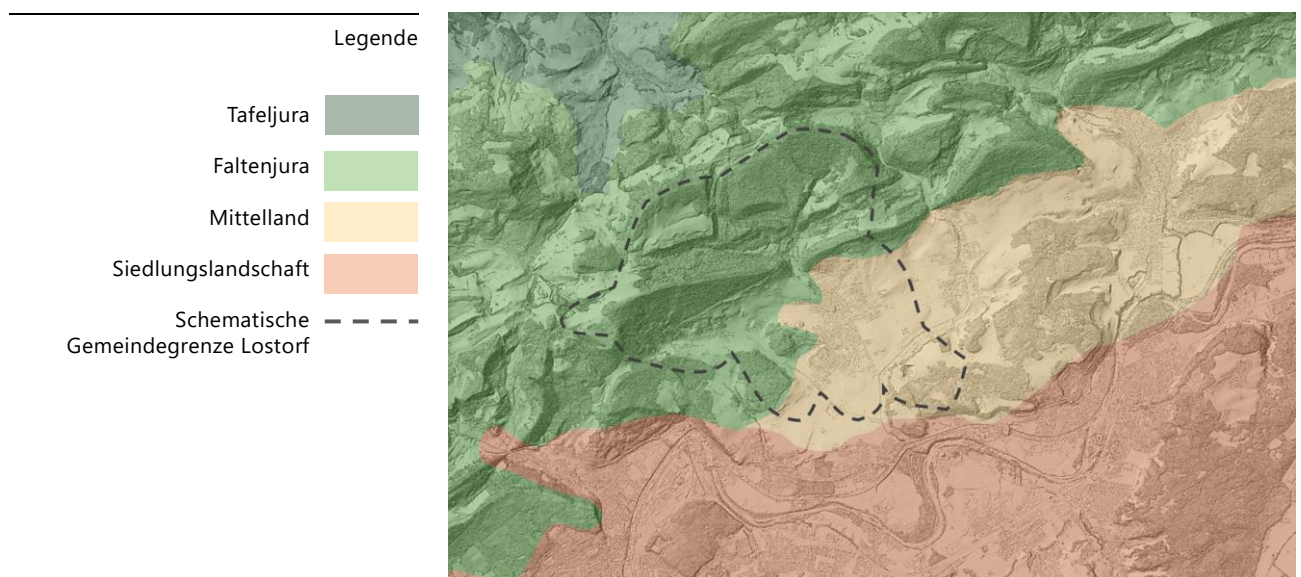 Legende
Tafeljura
Faltenjura
Mittelland
Siedlungslandschaft
Schematische
Gemeindegrenze Lostorf